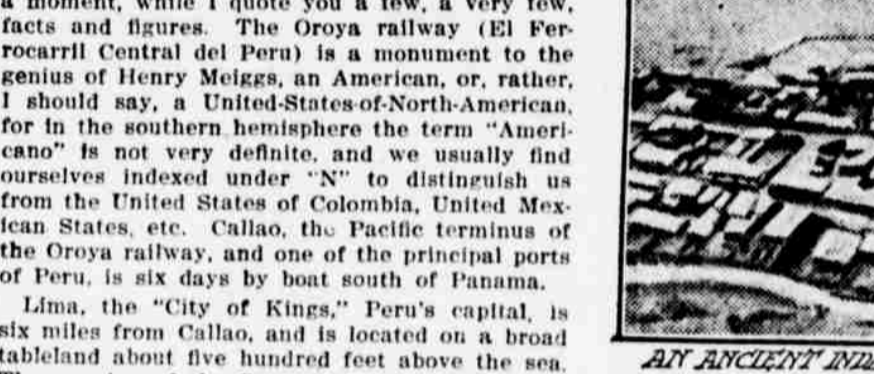 a moment, while I quote you a few, a very few,
facts and figures. The Oroya railway (El Fer-
rocarril Central del Peru) is a monument to the
genius of Henry Meiggs, an American, or, rather,
I should say, a United-States-of-North-American,
for in the southern hemisphere the term "Ameri-
cano" is not very definite, and we usually find
ourselves indexed under "N" to distinguish us
from the United States of Colombia, United Mex-
ican States, etc. Callao, the Pacific terminus of
the Oroya railway, and one of the principal ports
of Peru, is six days by boat south of Panama.
Lima, the "City of Kings," Peru's capital, is
six miles from Callao, and is located on a broad
tableland about five hundred feet above the sea.
AN ANCIENT